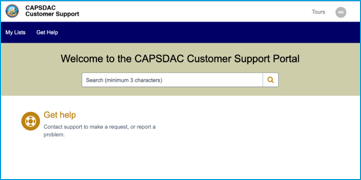 CAPSDAC
Customer Support
Tours
My Lists Get Help
Welcome to the CAPSDAC Customer Support Portal
Search (minimum 3 characters)
Get help
Contact support to make a request, or report a
problem.